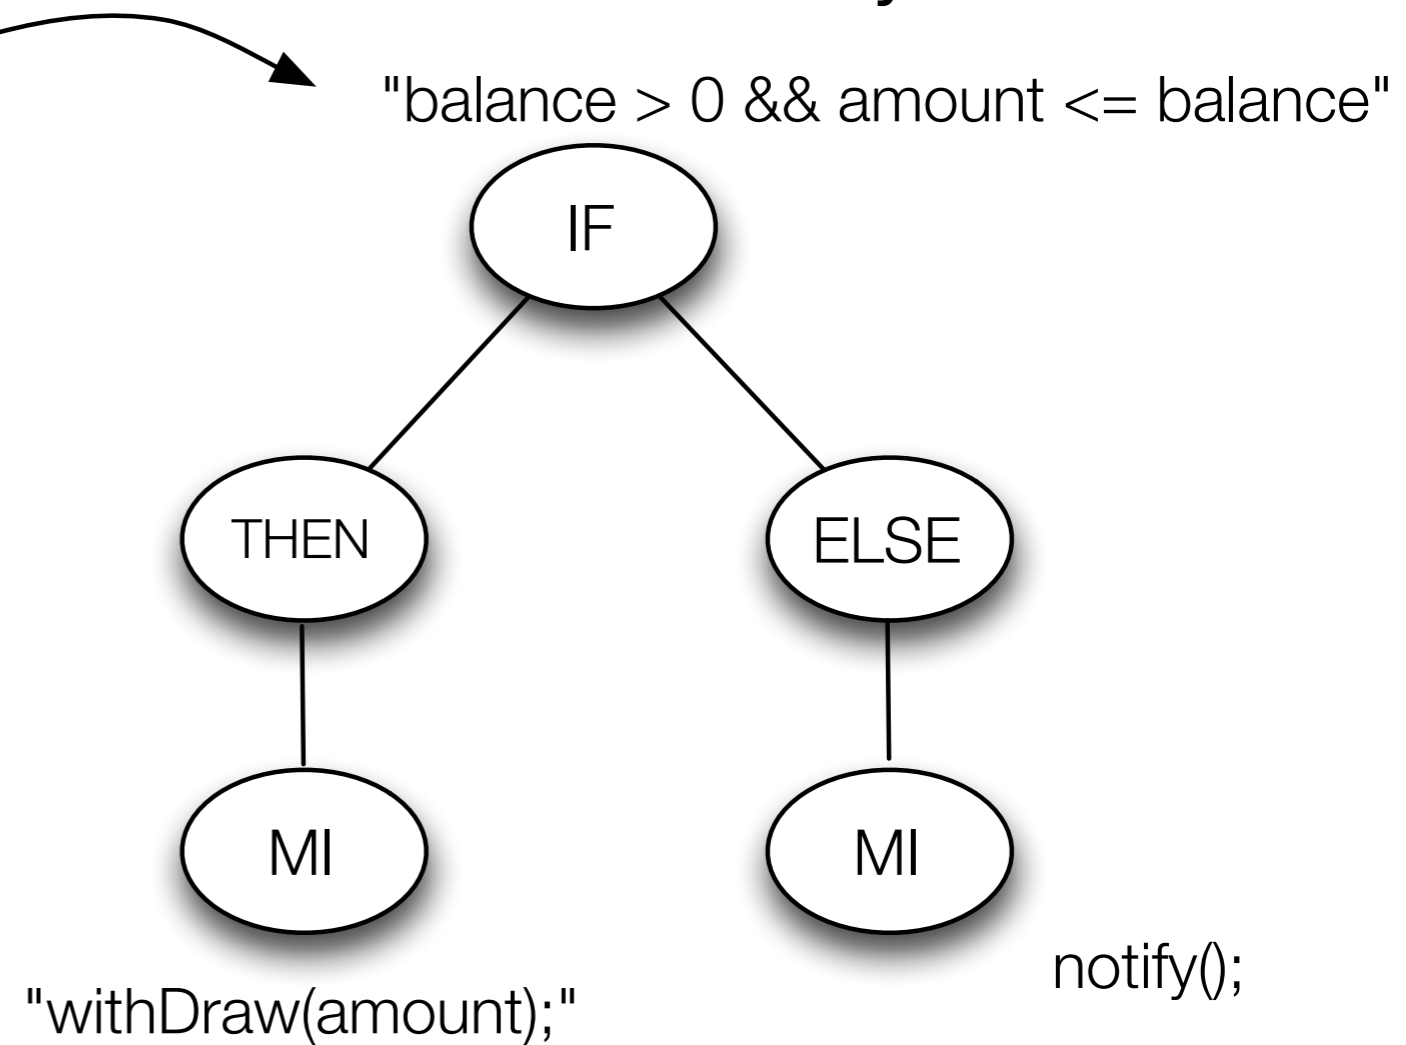 "balance > 0 && amount <= balance"
IF
THEN
ELSE
MI
MI
notify();
"withDraw(amount);"